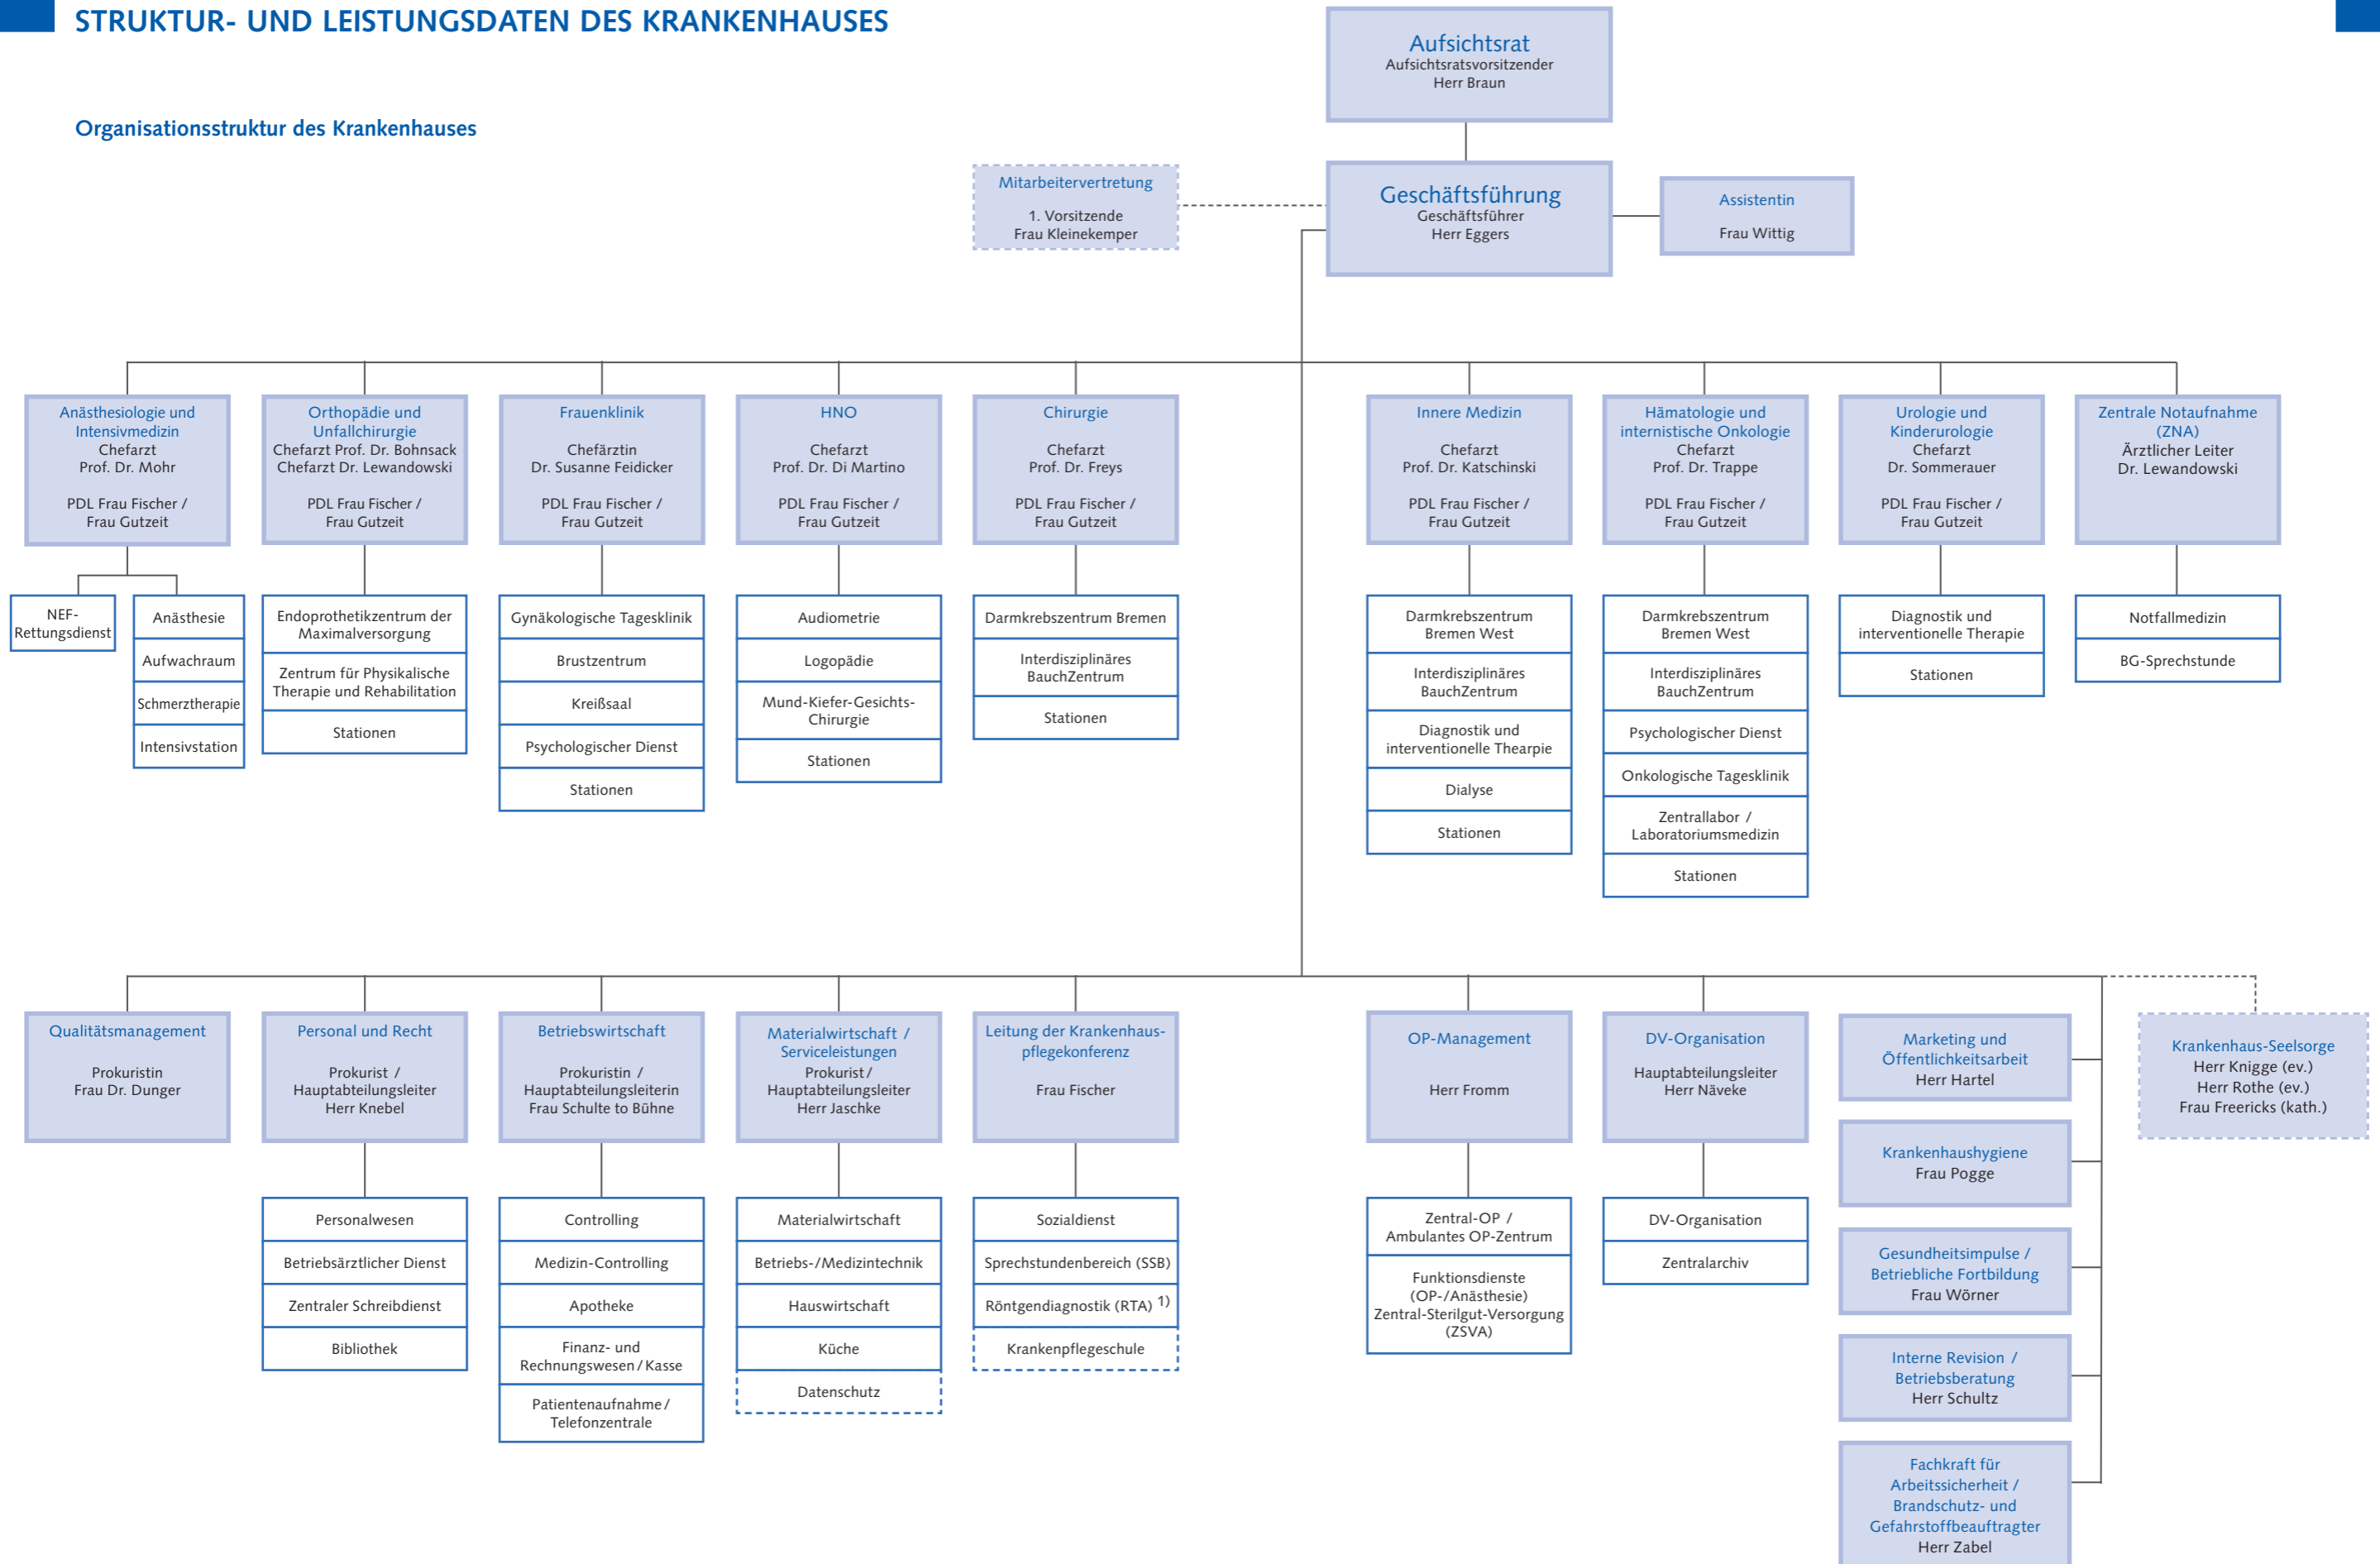 STRUKTUR- UND LEISTUNGSDATEN DES KRANKENHAUSES
Organisationsstruktur des Krankenhauses
Aufsichtsrat
Aufsichtsratsvorsitzender
Herr Braun
Mitarbeitervertretung
1. Vorsitzende
Frau Kleinekemper
Geschäftsführung
Geschäftsführer
Herr Eggers
Assistentin
Frau Wittig
Anästhesiologie und
Intensivmedizin
Chefarzt
Prof. Dr. Mohr
PDL Frau Fischer /
Frau Gutzeit
NEF-
Rettungsdienst
Anästhesie
Aufwachraum
Schmerztherapie
Intensivstation
Orthopädie und
Unfallchirurgie
Chefarzt Prof. Dr. Bohnsack
Chefarzt Dr. Lewandowski
PDL Frau Fischer /
Frau Gutzeit
Endoprothetikzentrum der
Maximalversorgung
Zentrum für Physikalische
Therapie und Rehabilitation
Stationen
Frauenklinik
Chefärztin
Dr. Susanne Feidicker
PDL Frau Fischer /
Frau Gutzeit
Gynäkologische Tagesklinik
Brustzentrum
Kreißsaal
Psychologischer Dienst
Stationen
HNO
Chefarzt
Prof. Dr. Di Martino
PDL Frau Fischer /
Frau Gutzeit
Audiometrie
Logopädie
Mund-Kiefer-Gesichts-
Chirurgie
Stationen
Chirurgie
Chefarzt
Prof. Dr. Freys
PDL Frau Fischer /
Frau Gutzeit
Darmkrebszentrum Bremen
Interdisziplinäres
BauchZentrum
Stationen
Innere Medizin
Chefarzt
Prof. Dr. Katschinski
PDL Frau Fischer /
Frau Gutzeit
Darmkrebszentrum
Bremen West
Interdisziplinäres
BauchZentrum
Diagnostik und
interventionelle Thearpie
Dialyse
Stationen
Hämatologie und
internistische Onkologie
Chefarzt
Prof. Dr. Trappe
PDL Frau Fischer /
Frau Gutzeit
Darmkrebszentrum
Bremen West
Interdisziplinäres
BauchZentrum
Psychologischer Dienst
Onkologische Tagesklinik
Zentrallabor /
Laboratoriumsmedizin
Stationen
Urologie und
Kinderurologie
Chefarzt
Dr. Sommerauer
PDL Frau Fischer /
Frau Gutzeit
Diagnostik und
interventionelle Therapie
Stationen
Zentrale Notaufnahme
(ZNA)
Ärztlicher Leiter
Dr. Lewandowski
Notfallmedizin
BG-Sprechstunde
Qualitätsmanagement
Prokuristin
Frau Dr. Dunger
Personal und Recht
Prokurist /
Hauptabteilungsleiter
Herr Knebel
Personalwesen
Betriebsärztlicher Dienst
Zentraler Schreibdienst
Bibliothek
Betriebswirtschaft
Prokuristin /
Hauptabteilungsleiterin
Frau Schulte to Bühne
Controlling
Medizin-Controlling
Apotheke
Finanz- und
Rechnungswesen / Kasse
Patientenaufnahme /
Telefonzentrale
Materialwirtschaft /
Serviceleistungen
Prokurist /
Hauptabteilungsleiter
Herr Jaschke
Materialwirtschaft
Betriebs-/Medizintechnik
Hauswirtschaft
Küche
Datenschutz
Leitung der Krankenhaus-
pflegekonferenz
Frau Fischer
Sozialdienst
Sprechstundenbereich (SSB)
Röntgendiagnostik (RTA) 1)
Krankenpflegeschule
OP-Management
Herr Fromm
Zentral-OP /
Ambulantes OP-Zentrum
Funktionsdienste
(OP-/Anästhesie)
Zentral-Sterilgut-Versorgung
(ZSVA)
DV-Organisation
Hauptabteilungsleiter
Herr Näveke
DV-Organisation
Zentralarchiv
Marketing und
Öffentlichkeitsarbeit
Herr Hartel
Krankenhaushygiene
Frau Pogge
Gesundheitsimpulse /
Betriebliche Fortbildung
Frau Wörner
Interne Revision /
Betriebsberatung
Herr Schultz
Fachkraft für
Arbeitssicherheit /
Brandschutz- und
Gefahrstoffbeauftragter
Herr Zabel
Krankenhaus-Seelsorge
Herr Knigge (ev.)
Herr Rothe (ev.)
Frau Freericks (kath.)